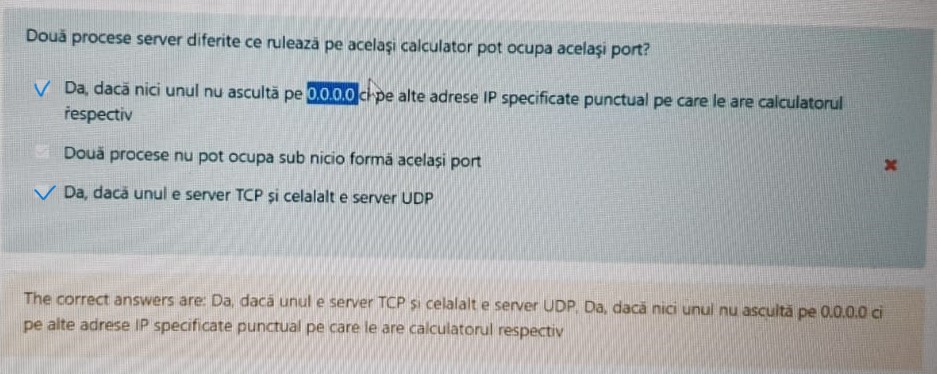 Două procese server diferite ce rulează pe același calculator pot ocupa același port?
Da, dacă nici unul nu ascultă pe 0.0.0.0 ci pe alte adrese IP specificate punctual pe care le are calculatorul
respectiv
Două procese nu pot ocupa sub nicio formă același port
Da, dacă unul e server TCP și celalalt e server UDP
The correct answers are: Da, dacă unul e server TCP și celalalt e server UDP, Da, dacă nici unul nu ascultă pe 0.0.0.0 ci
pe alte adrese IP specificate punctual pe care le are calculatorul respectiv